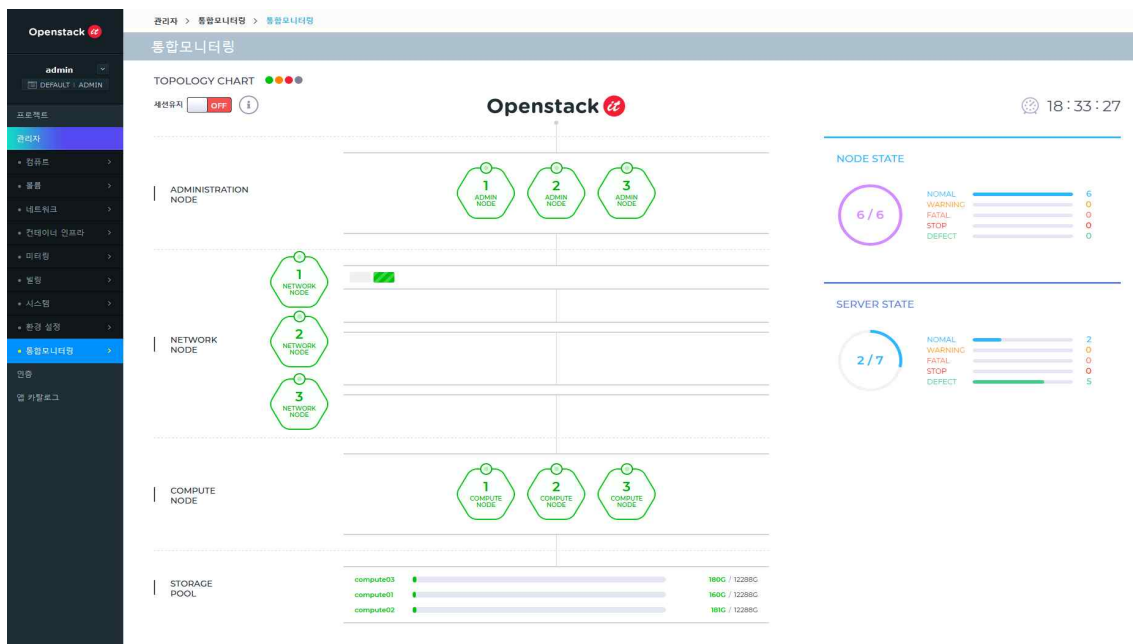 Openstack it
admin
DEFAULT | ADMIN
프로젝트
관리자
컴퓨트
볼륨
네트워크
컨테이너 인프라
미터링
빌링
시스템
환경 설정
통합모니터링
인증
앱 카탈로그
관리자 > 통합모니터링 > 통합모니터링
통합모니터링
TOPOLOGY CHART
세션유지 OFF i
Openstack it
18:33:27
ADMINISTRATION
NODE
1
ADMIN
NODE
2
ADMIN
NODE
3
ADMIN
NODE
NETWORK
NODE
1
NETWORK
NODE
2
NETWORK
NODE
3
NETWORK
NODE
COMPUTE
NODE
1
COMPUTE
NODE
2
COMPUTE
NODE
3
COMPUTE
NODE
STORAGE
POOL
compute03 180G / 12288G
compute01 160G / 12288G
compute02 181G / 12288G
NODE STATE
6/6
NOMAL 6
WARNING 0
FATAL 0
STOP 0
DEFECT 0
SERVER STATE
2/7
NOMAL 2
WARNING 0
FATAL 0
STOP 0
DEFECT 5